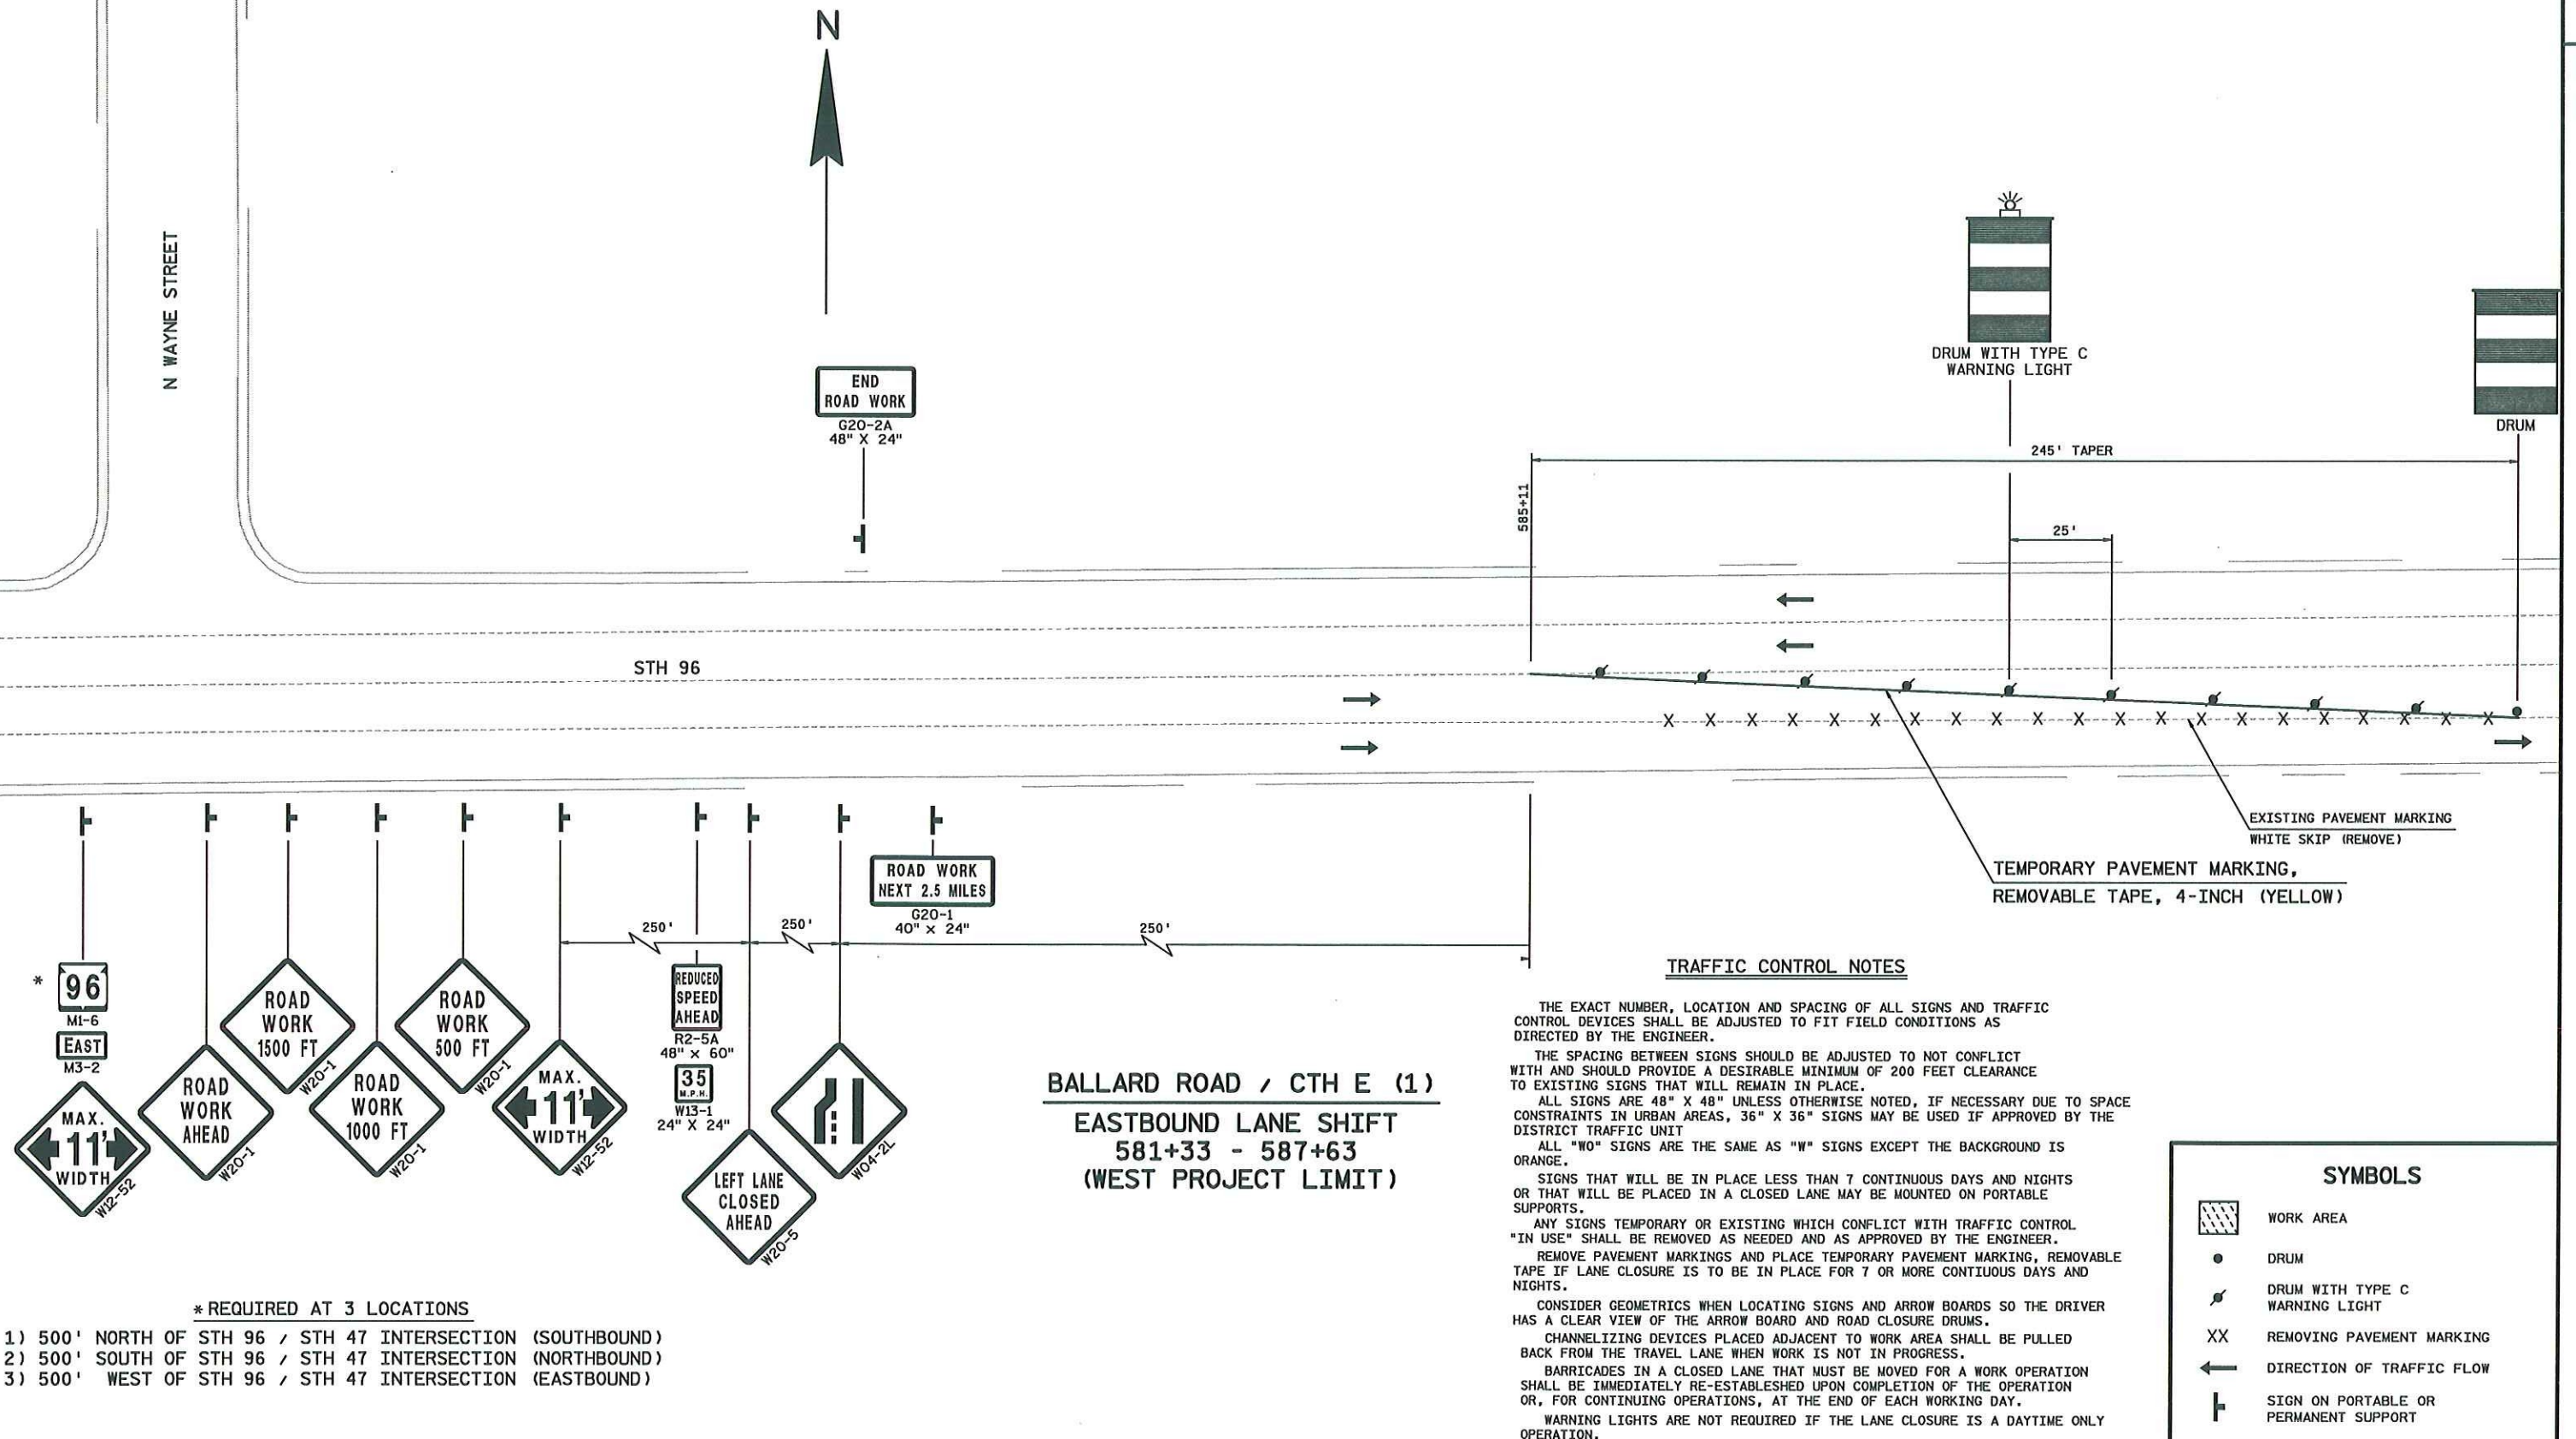 N
N WAYNE STREET
END
ROAD WORK
G20-2A
48" X 24"
DRUM WITH TYPE C
WARNING LIGHT
DRUM
245' TAPER
585+11
25'
STH 96
X X X X X X X X X X X X X X X X X X X X X
EXISTING PAVEMENT MARKING
WHITE SKIP (REMOVE)
TEMPORARY PAVEMENT MARKING,
REMOVABLE TAPE, 4-INCH (YELLOW)
ROAD WORK
NEXT 2.5 MILES
G20-1
40" X 24"
250'
250'
250'
*
96
M1-6
EAST
M3-2
MAX.
11'
WIDTH
W12-52
ROAD
WORK
AHEAD
W20-1
ROAD
WORK
1500 FT
W20-1
ROAD
WORK
1000 FT
W20-1
ROAD
WORK
500 FT
W20-1
MAX.
11'
WIDTH
W12-52
REDUCED
SPEED
AHEAD
R2-5A
48" X 60"
35
M.P.H.
W13-1
24" X 24"
LEFT LANE
CLOSED
AHEAD
W20-5
W04-2L
BALLARD ROAD / CTH E (1)
EASTBOUND LANE SHIFT
581+33 - 587+63
(WEST PROJECT LIMIT)
*REQUIRED AT 3 LOCATIONS
1) 500' NORTH OF STH 96 / STH 47 INTERSECTION (SOUTHBOUND)
2) 500' SOUTH OF STH 96 / STH 47 INTERSECTION (NORTHBOUND)
3) 500' WEST OF STH 96 / STH 47 INTERSECTION (EASTBOUND)
TRAFFIC CONTROL NOTES
THE EXACT NUMBER, LOCATION AND SPACING OF ALL SIGNS AND TRAFFIC
CONTROL DEVICES SHALL BE ADJUSTED TO FIT FIELD CONDITIONS AS
DIRECTED BY THE ENGINEER.
THE SPACING BETWEEN SIGNS SHOULD BE ADJUSTED TO NOT CONFLICT
WITH AND SHOULD PROVIDE A DESIRABLE MINIMUM OF 200 FEET CLEARANCE
TO EXISTING SIGNS THAT WILL REMAIN IN PLACE.
ALL SIGNS ARE 48" X 48" UNLESS OTHERWISE NOTED, IF NECESSARY DUE TO SPACE
CONSTRAINTS IN URBAN AREAS, 36" X 36" SIGNS MAY BE USED IF APPROVED BY THE
DISTRICT TRAFFIC UNIT
ALL "WO" SIGNS ARE THE SAME AS "W" SIGNS EXCEPT THE BACKGROUND IS
ORANGE.
SIGNS THAT WILL BE IN PLACE LESS THAN 7 CONTINUOUS DAYS AND NIGHTS
OR THAT WILL BE PLACED IN A CLOSED LANE MAY BE MOUNTED ON PORTABLE
SUPPORTS.
ANY SIGNS TEMPORARY OR EXISTING WHICH CONFLICT WITH TRAFFIC CONTROL
"IN USE" SHALL BE REMOVED AS NEEDED AND AS APPROVED BY THE ENGINEER.
REMOVE PAVEMENT MARKINGS AND PLACE TEMPORARY PAVEMENT MARKING, REMOVABLE
TAPE IF LANE CLOSURE IS TO BE IN PLACE FOR 7 OR MORE CONTIUOUS DAYS AND
NIGHTS.
CONSIDER GEOMETRICS WHEN LOCATING SIGNS AND ARROW BOARDS SO THE DRIVER
HAS A CLEAR VIEW OF THE ARROW BOARD AND ROAD CLOSURE DRUMS.
CHANNELIZING DEVICES PLACED ADJACENT TO WORK AREA SHALL BE PULLED
BACK FROM THE TRAVEL LANE WHEN WORK IS NOT IN PROGRESS.
BARRICADES IN A CLOSED LANE THAT MUST BE MOVED FOR A WORK OPERATION
SHALL BE IMMEDIATELY RE-ESTABLESHED UPON COMPLETION OF THE OPERATION
OR, FOR CONTINUING OPERATIONS, AT THE END OF EACH WORKING DAY.
WARNING LIGHTS ARE NOT REQUIRED IF THE LANE CLOSURE IS A DAYTIME ONLY
OPERATION.
SYMBOLS
WORK AREA
DRUM
DRUM WITH TYPE C
WARNING LIGHT
XX REMOVING PAVEMENT MARKING
DIRECTION OF TRAFFIC FLOW
SIGN ON PORTABLE OR
PERMANENT SUPPORT